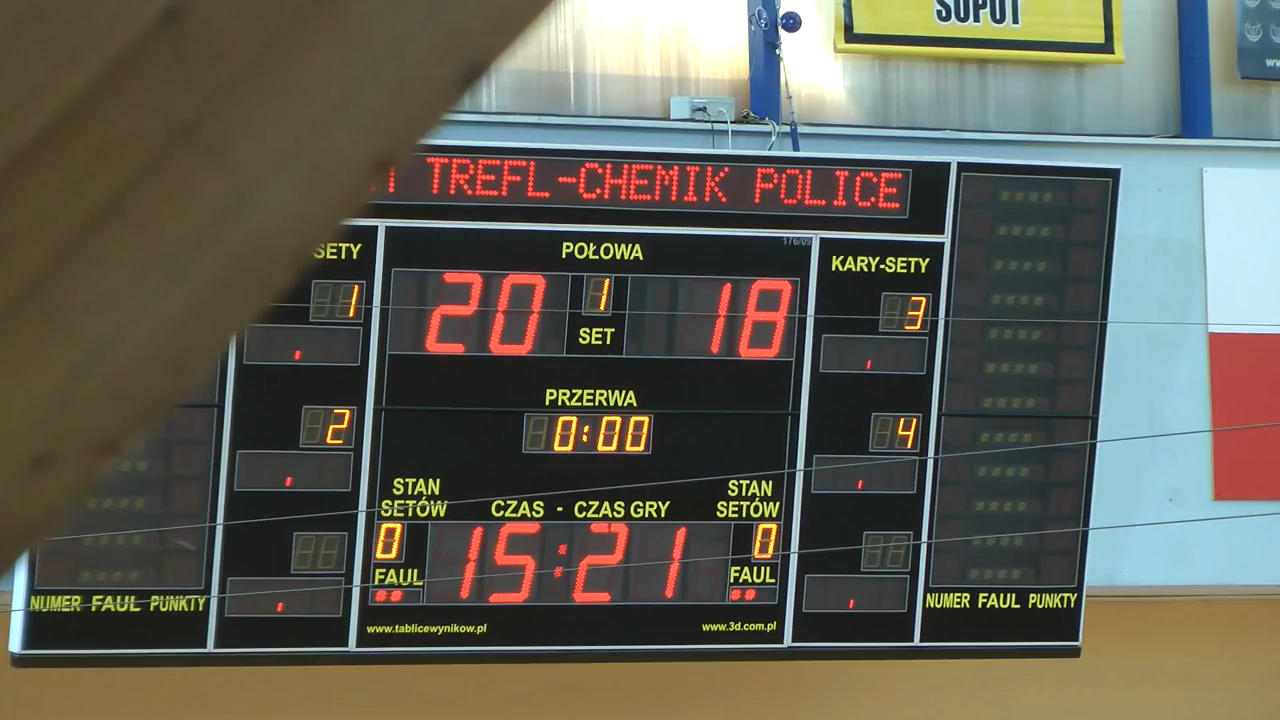 SOPOT
TREFL-CHEMIK POLICE
176/09
SETY
POŁOWA
KARY-SETY
1
20
1
18
3
SET
PRZERWA
2
0:00
4
STAN
SETÓW
CZAS - CZAS GRY
STAN
SETÓW
0
15:21
0
FAUL
FAUL
NUMER FAUL PUNKTY
NUMER FAUL PUNKTY
www.tablicewynikow.pl
www.3d.com.pl